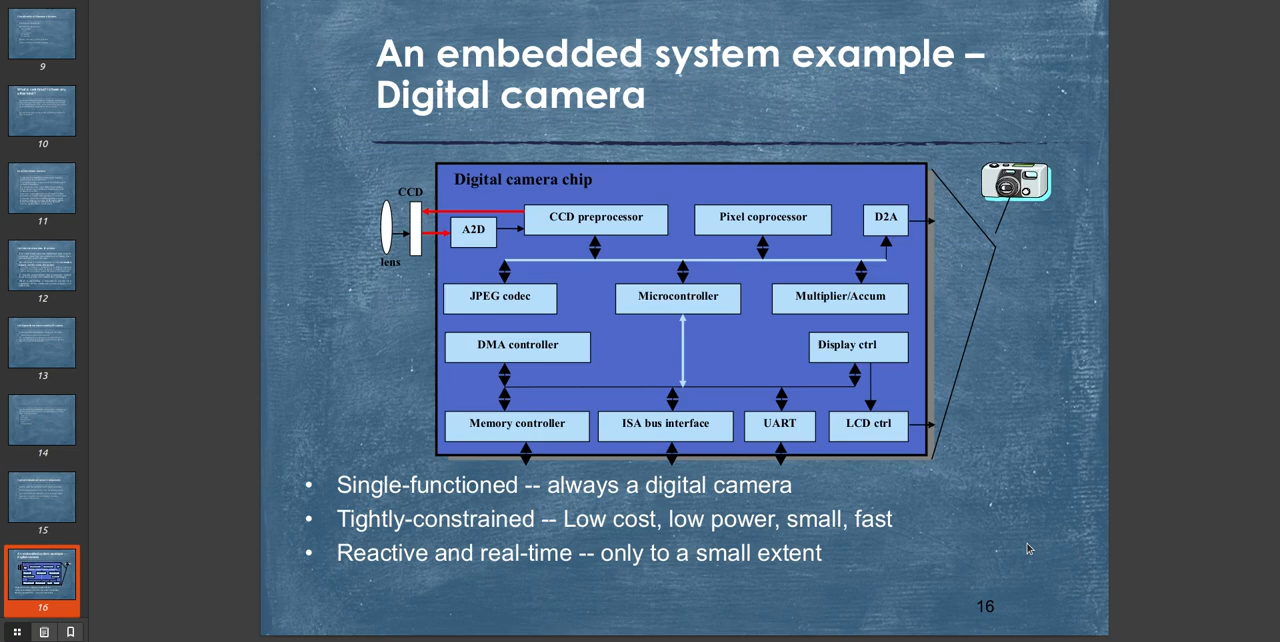 An embedded system example –
Digital camera
Digital camera chip
CCD
lens
A2D
CCD preprocessor
Pixel coprocessor
D2A
JPEG codec
Microcontroller
Multiplier/Accum
DMA controller
Display ctrl
Memory controller
ISA bus interface
UART
LCD ctrl
• Single-functioned -- always a digital camera
• Tightly-constrained -- Low cost, low power, small, fast
• Reactive and real-time -- only to a small extent
16
9
10
11
12
13
14
15
16